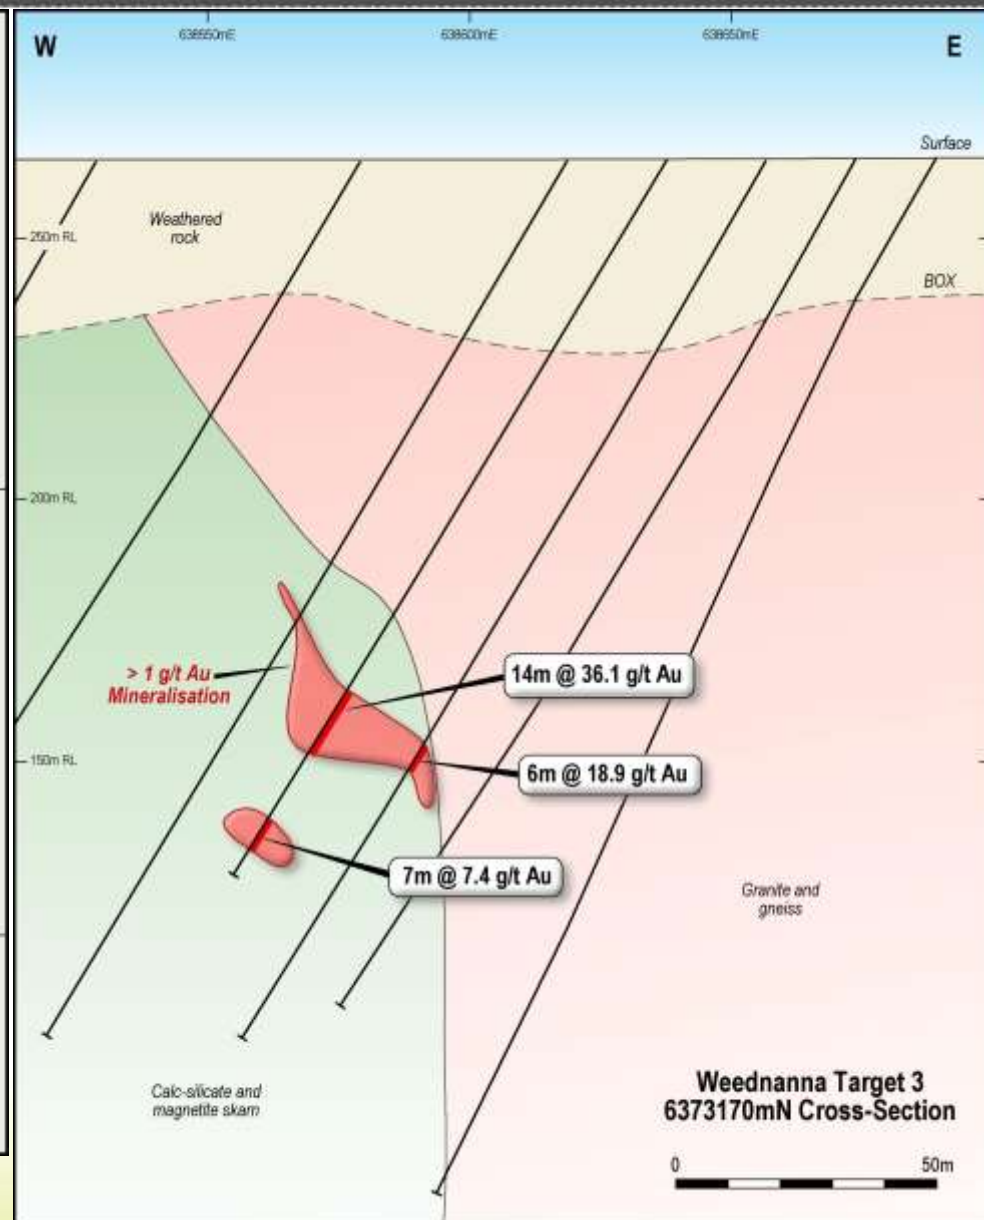 W
638550mE
638600mE
638650mE
E
Surface
Weathered
rock
250m RL
BOX
200m RL
> 1 g/t Au
Mineralisation
14m @ 36.1 g/t Au
150m RL
6m @ 18.9 g/t Au
7m @ 7.4 g/t Au
Granite and
gneiss
Calc-silicate and
magnetite skarn
Weednanna Target 3
6373170mN Cross-Section
0
50m